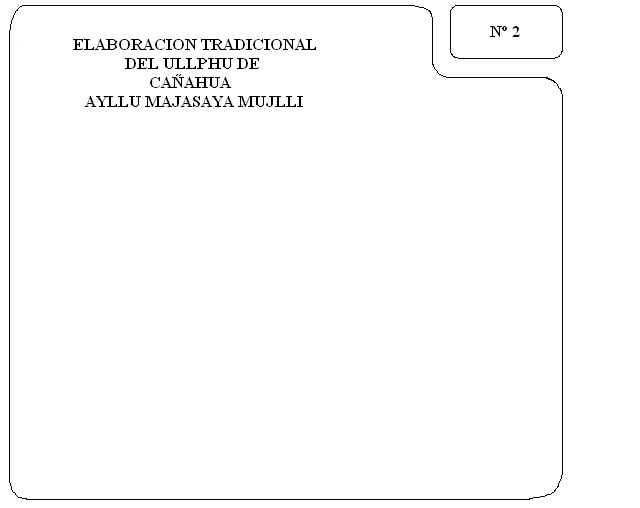 ELABORACION TRADICIONAL
DEL ULLPHU DE
CAÑAHUA
AYLLU MAJASAYA MUJLLI
Nº 2